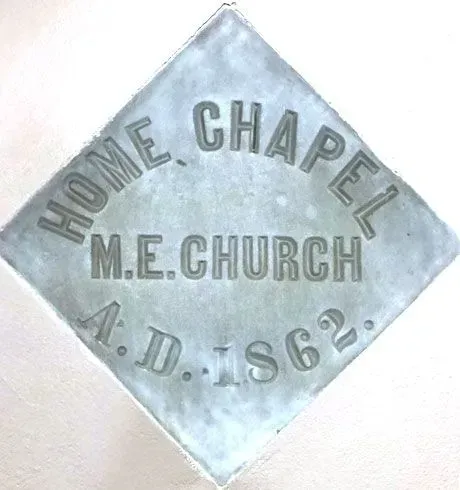 HOME CHAPEL
M.E. CHURCH
A.D. 1862.